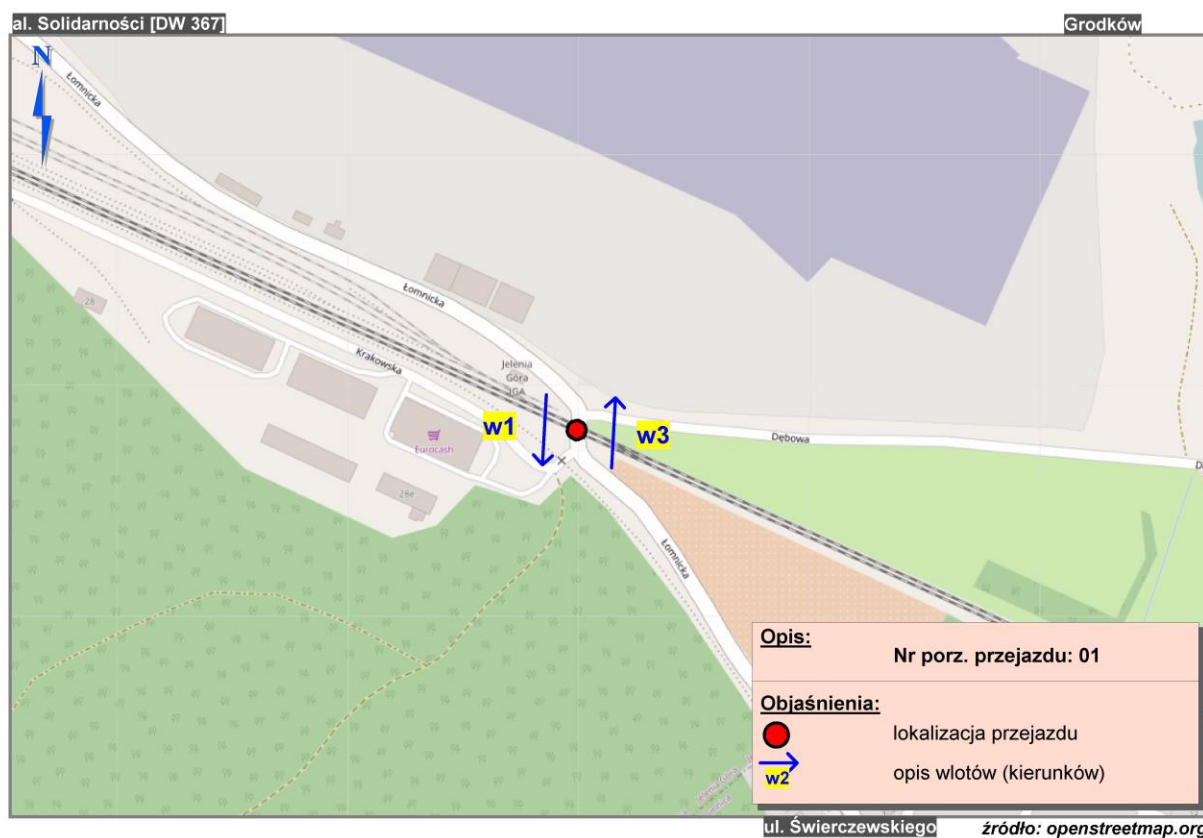 al. Solidarności [DW 367]
Grodków
N
Łomnicka
Łomnicka
28
Krakowska
Jelenia
Góra
JGA
w1
w3
Dębowa
Eurocash
28e
Łomnicka
Opis:
Nr porz. przejazdu: 01
Objaśnienia:
lokalizacja przejazdu
w2
opis wlotów (kierunków)
ul. Świerczewskiego
źródło: openstreetmap.org